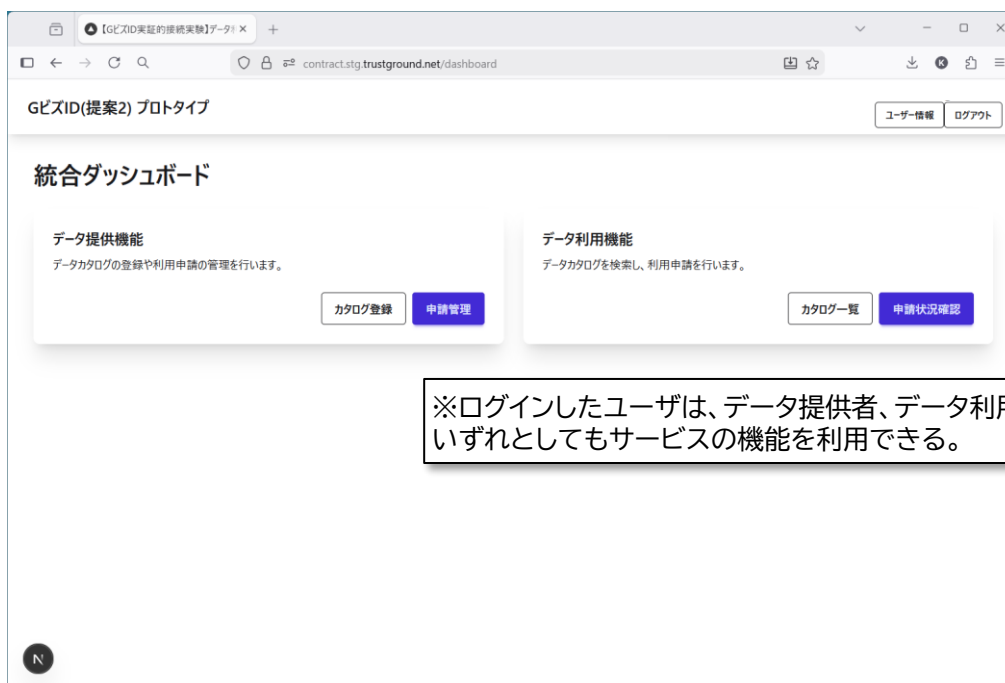 【GビズID実証的接続実験】データ
contract.stg.trustground.net/dashboard
GビズID(提案2) プロトタイプ
ユーザー情報
ログアウト
統合ダッシュボード
データ提供機能
データカタログの登録や利用申請の管理を行います。
カタログ登録
申請管理
データ利用機能
データカタログを検索し、利用申請を行います。
カタログ一覧
申請状況確認
※ログインしたユーザは、データ提供者、データ利用
いずれとしてもサービスの機能を利用できる。
N